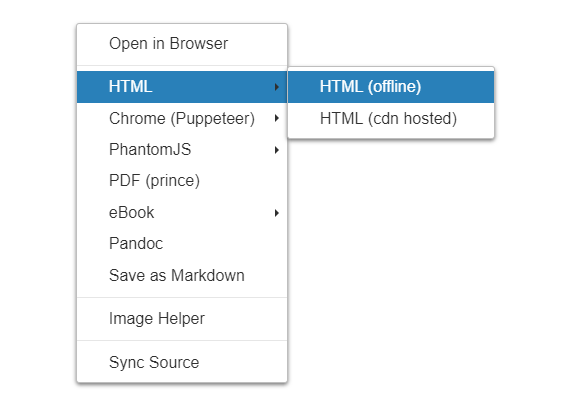 Open in Browser
HTML
HTML (offline)
Chrome (Puppeteer)
HTML (cdn hosted)
PhantomJS
PDF (prince)
eBook
Pandoc
Save as Markdown
Image Helper
Sync Source